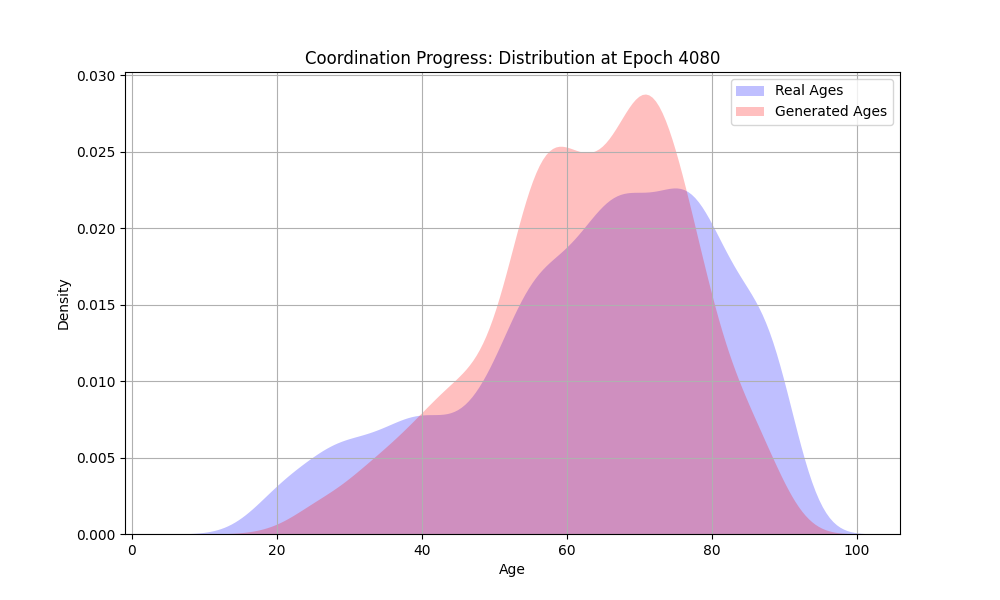 Coordination Progress: Distribution at Epoch 4080
0.030
0.025
0.020
0.015
0.010
0.005
0.000
Density
0
20
40
60
80
100
Age
Real Ages
Generated Ages